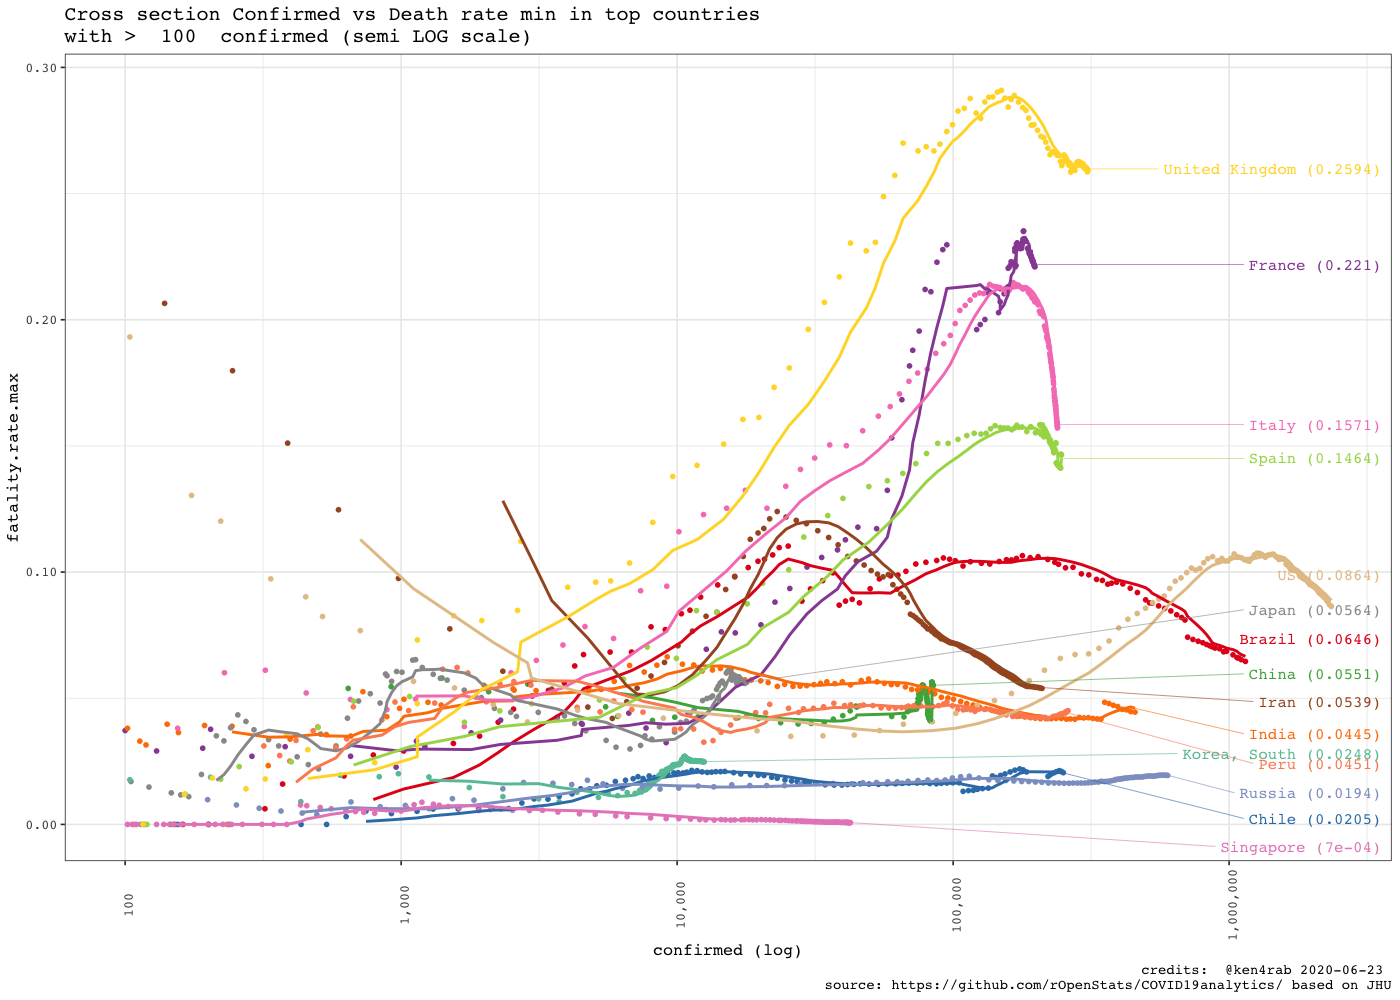 Cross section Confirmed vs Death rate min in top countries
with >  100  confirmed (semi LOG scale)
fatality.rate.max
0.30
0.20
0.10
0.00
United Kingdom (0.2594)
France (0.221)
Italy (0.1571)
Spain (0.1464)
US (0.0864)
Japan (0.0564)
Brazil (0.0646)
China (0.0551)
Iran (0.0539)
India (0.0445)
Korea, South (0.0248)
Peru (0.0451)
Russia (0.0194)
Chile (0.0205)
Singapore (7e-04)
100
1,000
10,000
100,000
1,000,000
confirmed (log)
credits:  @ken4rab 2020-06-23
source: https://github.com/rOpenStats/COVID19analytics/ based on JHU